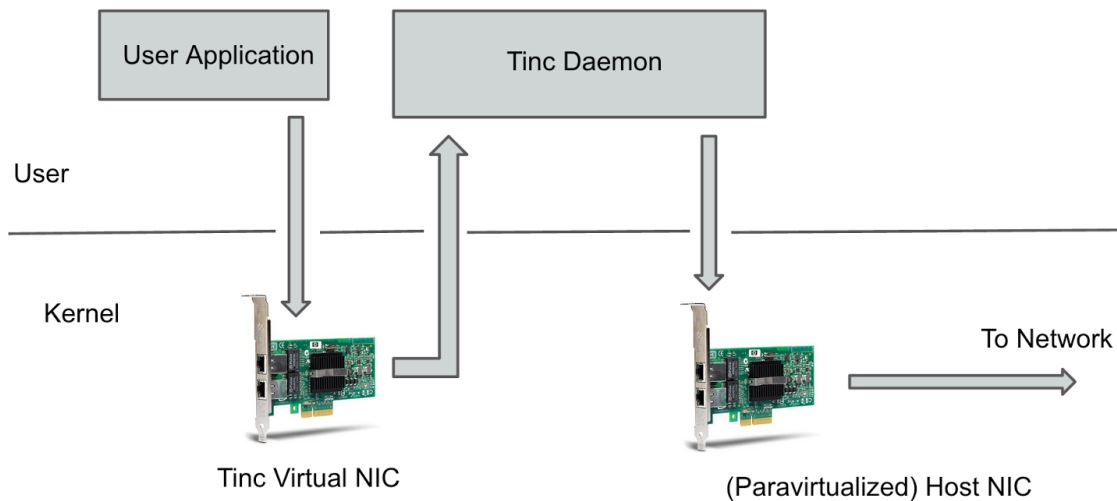 User Application
Tinc Daemon
User
Kernel
To Network
Tinc Virtual NIC
(Paravirtualized) Host NIC